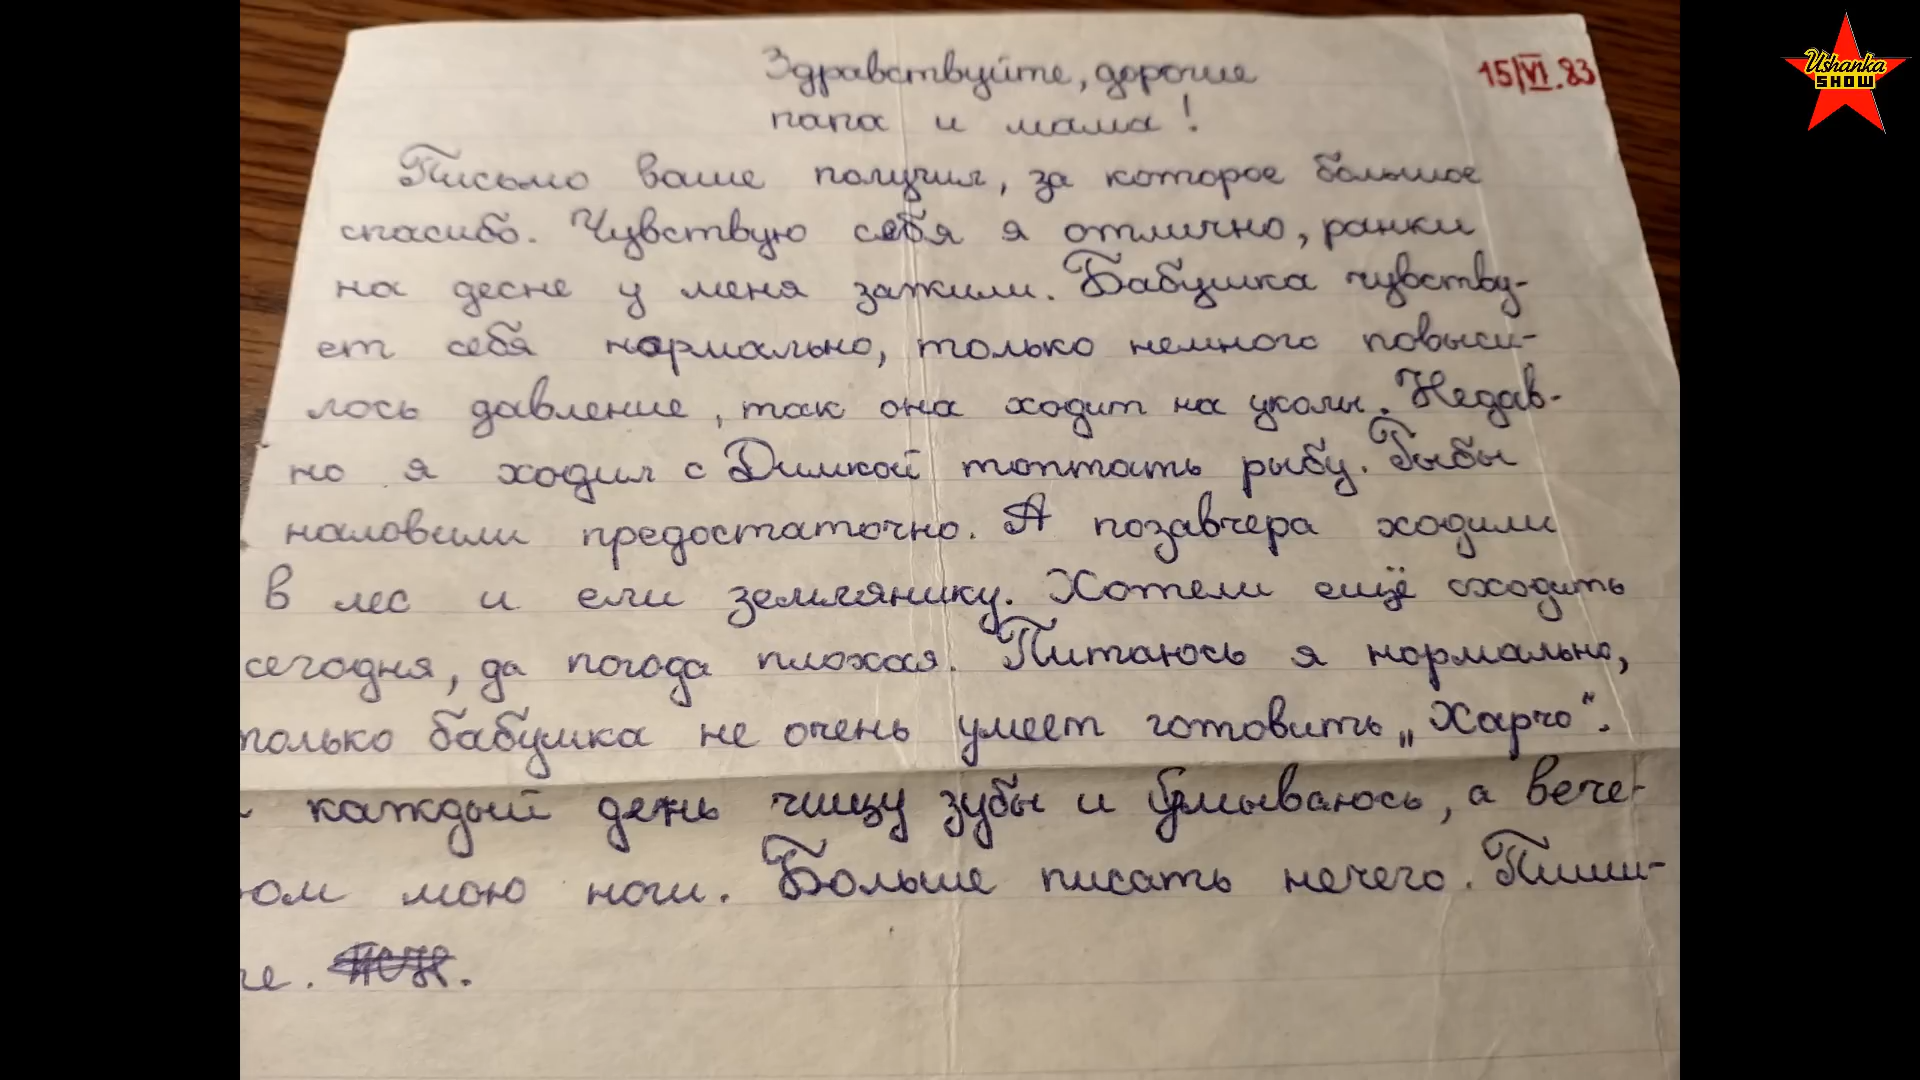 Здравствуйте, дорогие
15/VI.83
Ushanka
SHOW
папа и мама!
Письмо ваше получил, за которое большое
спасибо. Чувствую себя я отлично, ранки
на десне у меня зажили. Бабушка чувству-
ет себя нормально, только немного повыси-
лось давление, так она ходит на уколы. Недав-
но я ходил с Димкой топтать рыбу. Рыбы
наловили предостаточно. А позавчера ходили
в лес и ели землянику. Хотели ещё сходить
сегодня, да погода плохая. Питаюсь я нормально,
только бабушка не очень умеет готовить „Харчо“.
каждый день чищу зубы и умываюсь, а вече-
ом мою ноги. Больше писать нечего. Пиши-
е.